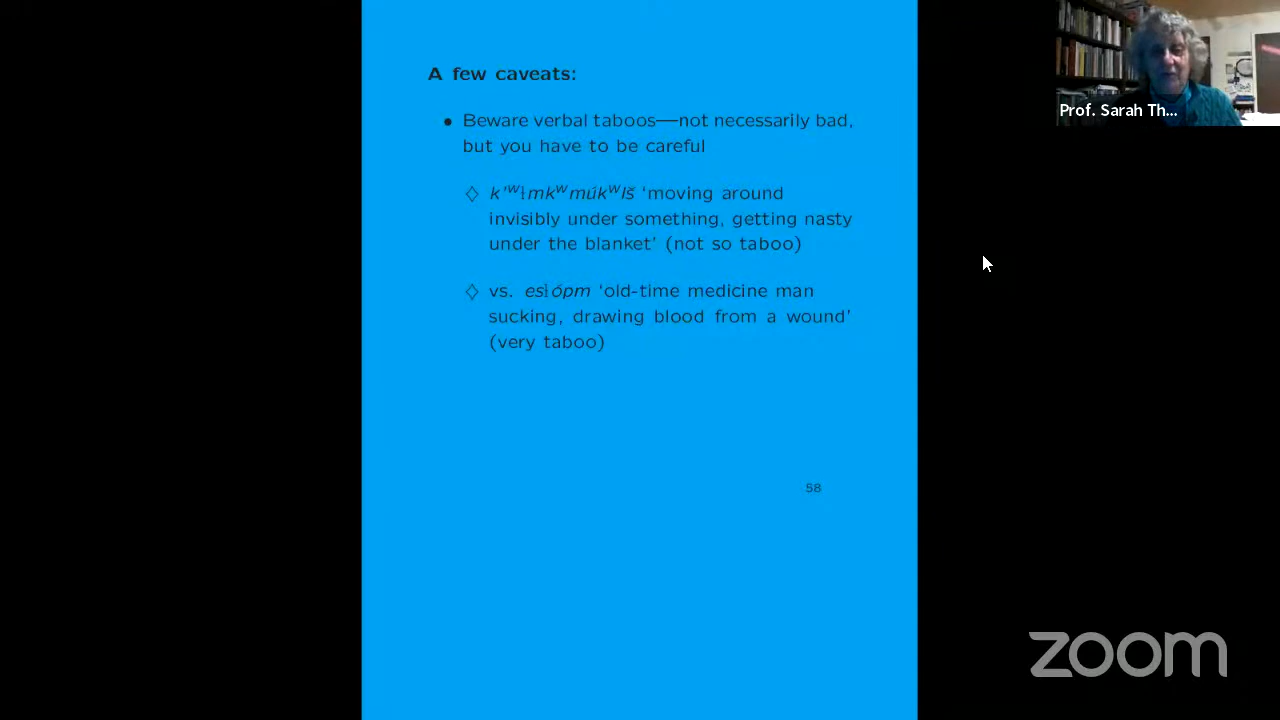 A few caveats:
• Beware verbal taboos—not necessarily bad,
but you have to be careful
◇ k'ʷɬmkʷmúkʷlš ‘moving around
invisibly under something, getting nasty
under the blanket’ (not so taboo)
◇ vs. esɬópm ‘old-time medicine man
sucking, drawing blood from a wound’
(very taboo)
58
Prof. Sarah Th...
zoom